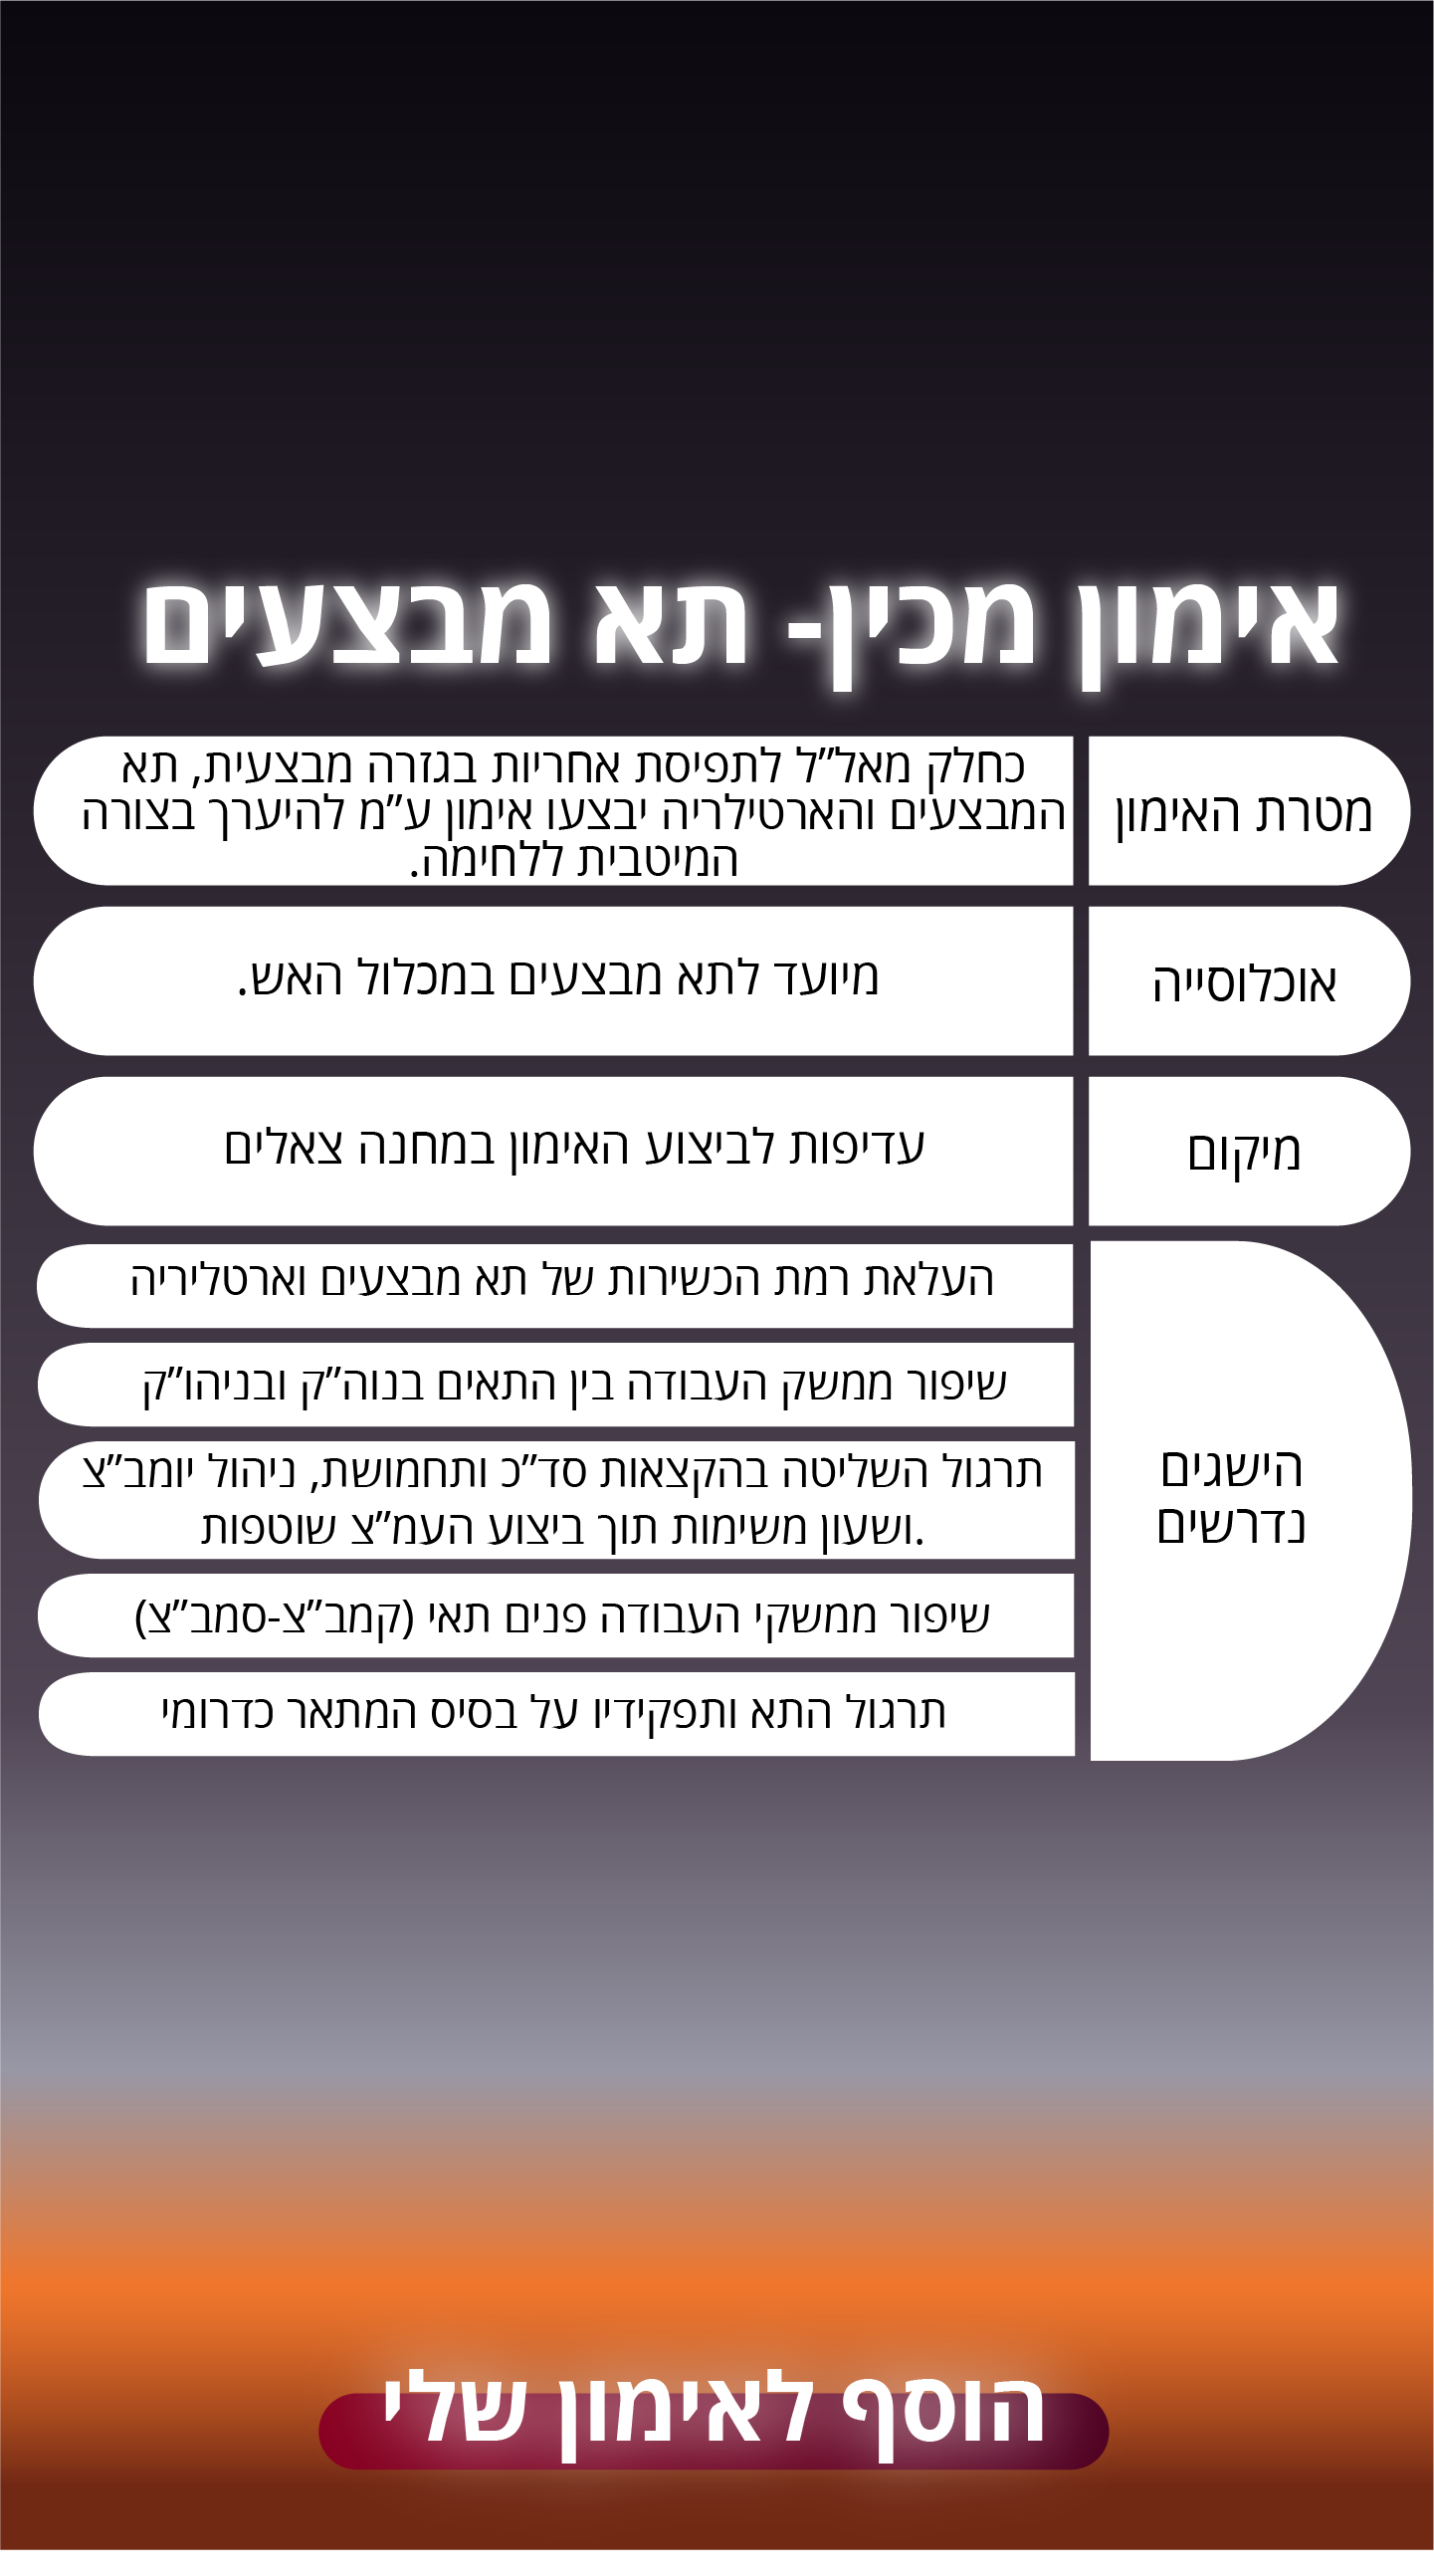 אימון מכין- תא מבצעים
מטרת האימון
כחלק מאל״ל לתפיסת אחריות בגזרה מבצעית, תא
המבצעים והארטילריה יבצעו אימון ע״מ להיערך בצורה
המיטבית ללחימה.
אוכלוסייה
מיועד לתא מבצעים במכלול האש.
מיקום
עדיפות לביצוע האימון במחנה צאלים
הישגים
נדרשים
העלאת רמת הכשירות של תא מבצעים וארטליריה
שיפור ממשק העבודה בין התאים בנוה״ק ובניהו״ק
תרגול השליטה בהקצאות סד״כ ותחמושת, ניהול יומב״צ
.ושעון משימות תוך ביצוע העמ״צ שוטפות
שיפור ממשקי העבודה פנים תאי (קמב״צ-סמב״צ)
תרגול התא ותפקידיו על בסיס המתאר כדרומי
הוסף לאימון שלי